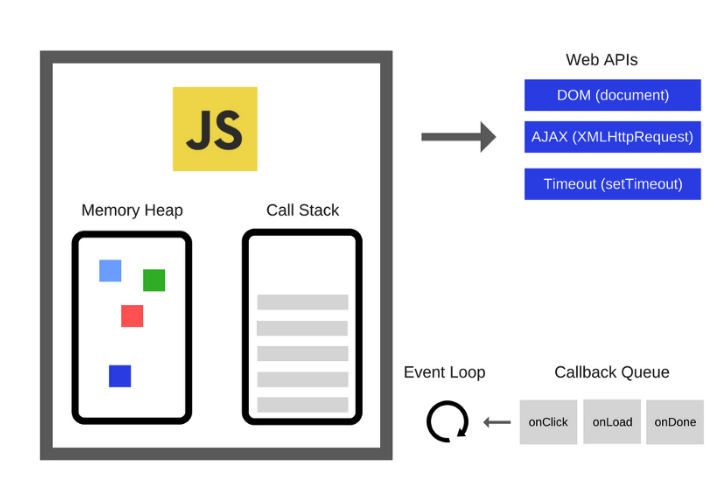 JS
Memory Heap
Call Stack
Web APIs
DOM (document)
AJAX (XMLHttpRequest)
Timeout (setTimeout)
Event Loop
Callback Queue
onClick
onLoad
onDone